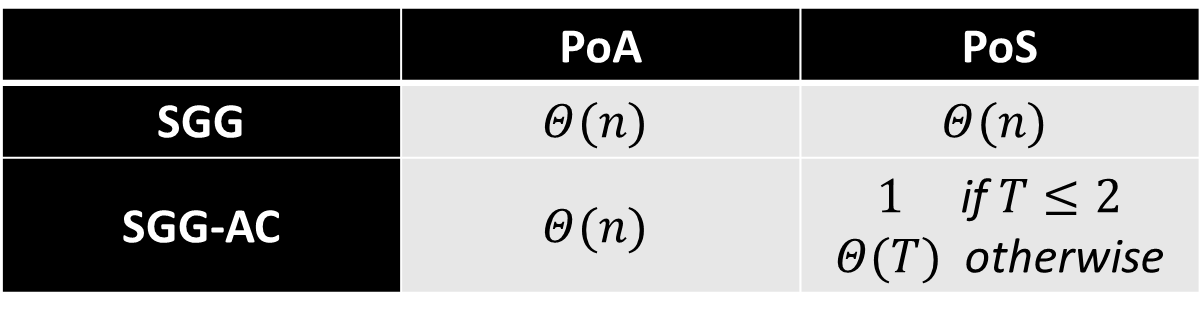 PoA PoS
SGG Θ(n) Θ(n)
SGG-AC Θ(n) 1 if T ≤ 2
Θ(T) otherwise